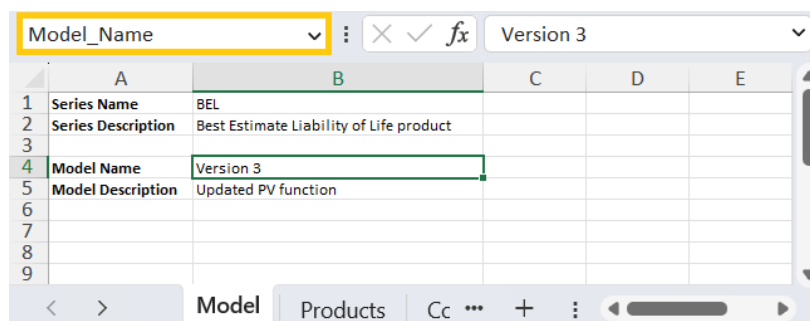 Model_Name fx Version 3
A B C D E
1 Series Name BEL
2 Series Description Best Estimate Liability of Life product
3
4 Model Name Version 3
5 Model Description Updated PV function
6
7
8
9
Model Products Cc ••• +